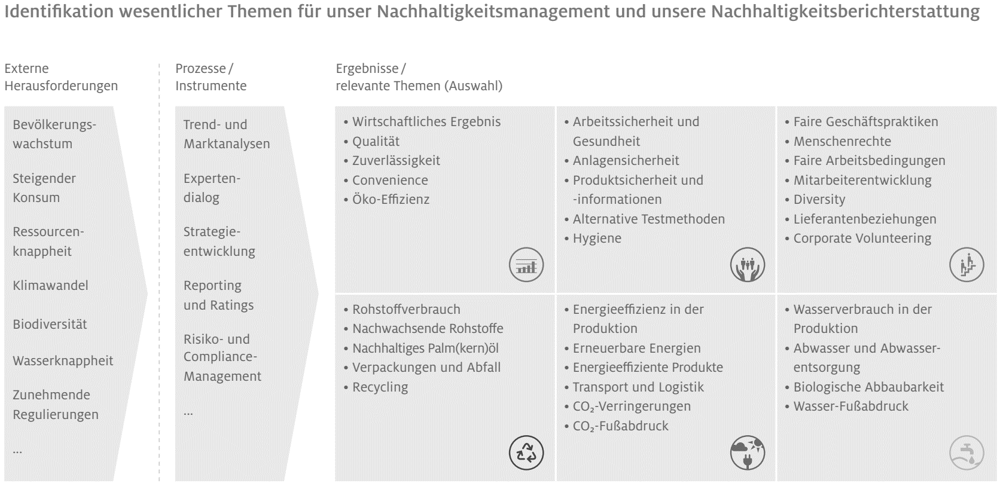 Identifikation wesentlicher Themen für unser Nachhaltigkeitsmanagement und unsere Nachhaltigkeitsberichterstattung
Externe
Herausforderungen
Bevölkerungs-
wachstum
Steigender
Konsum
Ressourcen-
knappheit
Klimawandel
Biodiversität
Wasserknappheit
Zunehmende
Regulierungen
...
Prozesse /
Instrumente
Trend- und
Marktanalysen
Experten-
dialog
Strategie-
entwicklung
Reporting
und Ratings
Risiko- und
Compliance-
Management
...
Ergebnisse /
relevante Themen (Auswahl)
• Wirtschaftliches Ergebnis
• Qualität
• Zuverlässigkeit
• Convenience
• Öko-Effizienz
• Arbeitssicherheit und
Gesundheit
• Anlagensicherheit
• Produktsicherheit und
-informationen
• Alternative Testmethoden
• Hygiene
• Faire Geschäftspraktiken
• Menschenrechte
• Faire Arbeitsbedingungen
• Mitarbeiterentwicklung
• Diversity
• Lieferantenbeziehungen
• Corporate Volunteering
• Rohstoffverbrauch
• Nachwachsende Rohstoffe
• Nachhaltiges Palm(kern)öl
• Verpackungen und Abfall
• Recycling
• Energieeffizienz in der
Produktion
• Erneuerbare Energien
• Energieeffiziente Produkte
• Transport und Logistik
• CO₂-Verringerungen
• CO₂-Fußabdruck
• Wasserverbrauch in der
Produktion
• Abwasser und Abwasser-
entsorgung
• Biologische Abbaubarkeit
• Wasser-Fußabdruck